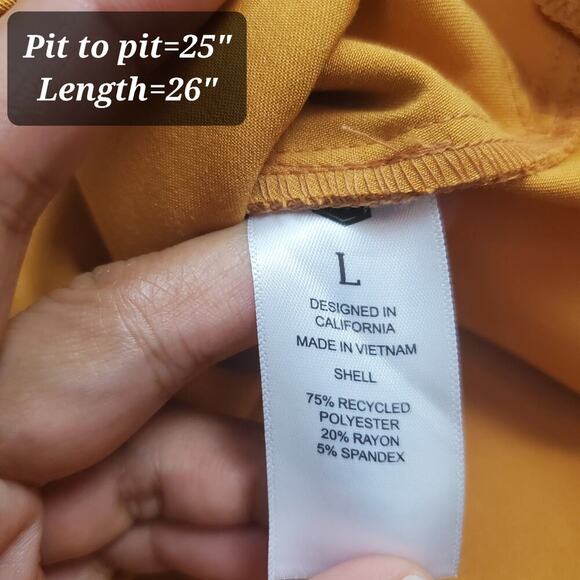 Pit to pit=25"
Length=26"
L
DESIGNED IN
CALIFORNIA
MADE IN VIETNAM
SHELL
75% RECYCLED
POLYESTER
20% RAYON
5% SPANDEX